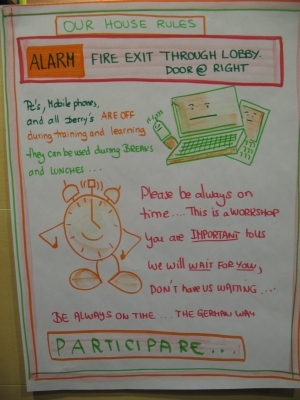 OUR HOUSE RULES
ALARM FIRE EXIT THROUGH LOBBY.
DOOR @ RIGHT
Pc's, Mobile phones,
and all berry's ARE OFF
during training and learning
they can be used during BREAKS
and LUNCHES ...
Please be always on
time .... This is a WORKSHOP
you are IMPORTANT to us
We will WAIT FOR YOU,
DON'T have us WAITING ....
BE ALWAYS ON TIME ... THE GERMAN WAY
PARTICIPARE...